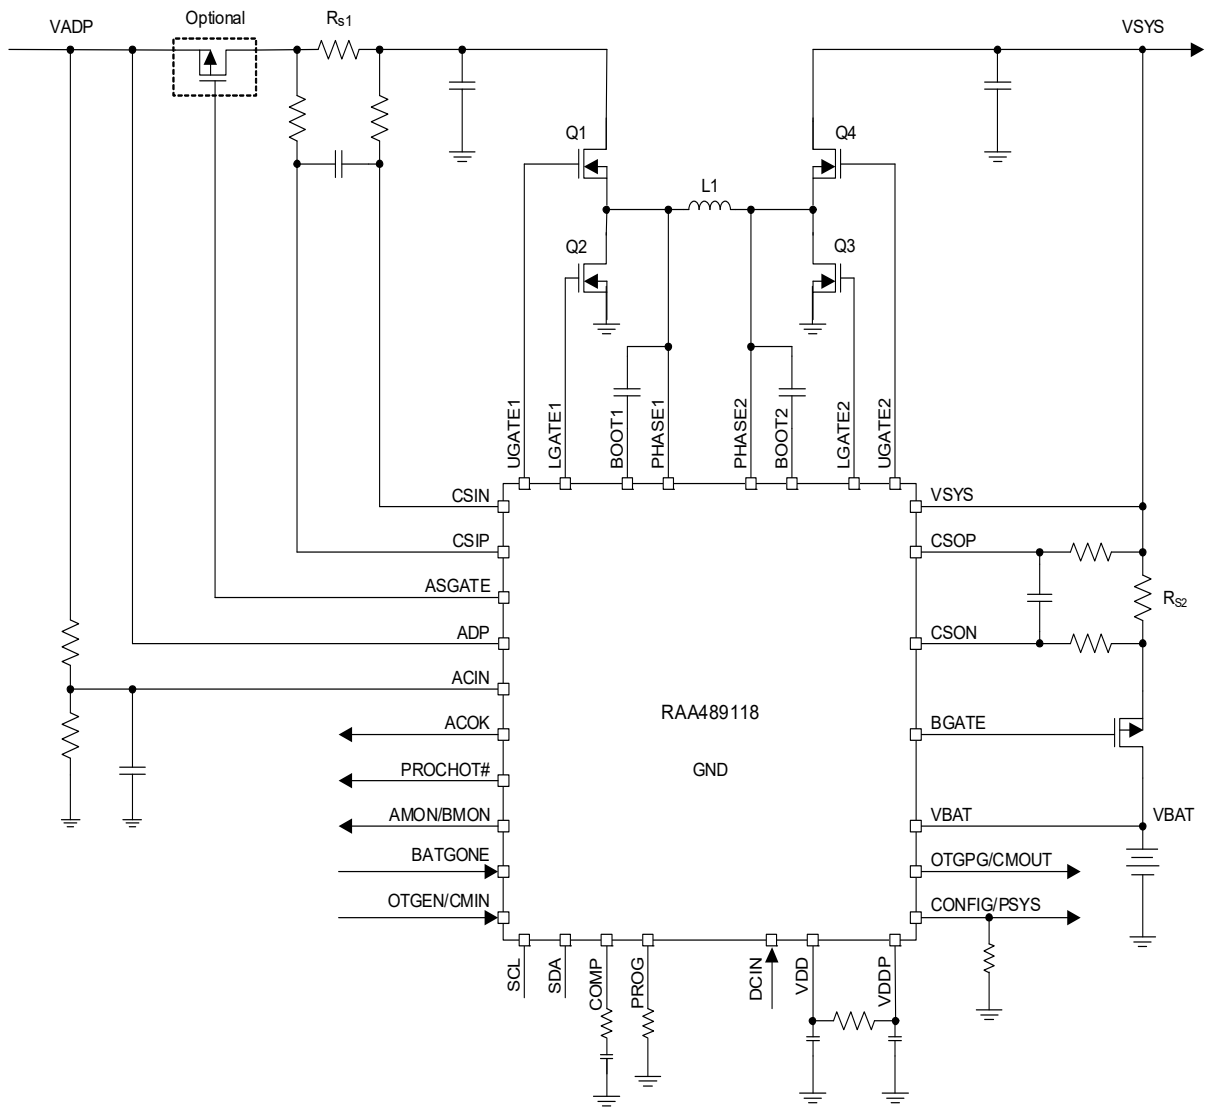 VADP
Optional
Rs1
VSYS
Q1
Q4
L1
Q2
Q3
UGATE1
LGATE1
BOOT1
PHASE1
PHASE2
BOOT2
LGATE2
UGATE2
CSIN
VSYS
CSIP
CSOP
ASGATE
RS2
ADP
CSON
ACIN
RAA489118
ACOK
BGATE
GND
PROCHOT#
AMON/BMON
VBAT
VBAT
BATGONE
OTGPG/CMOUT
OTGEN/CMIN
CONFIG/PSYS
SCL
SDA
COMP
PROG
DCIN
VDD
VDDP